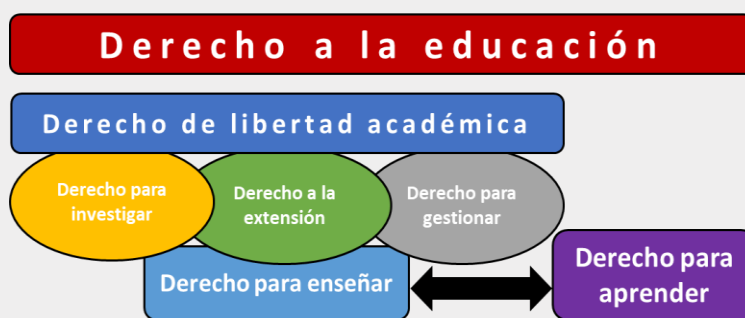 Derecho a la educación
Derecho de libertad académica
Derecho para
investigar
Derecho a la
extensión
Derecho para
gestionar
Derecho para enseñar
Derecho para
aprender